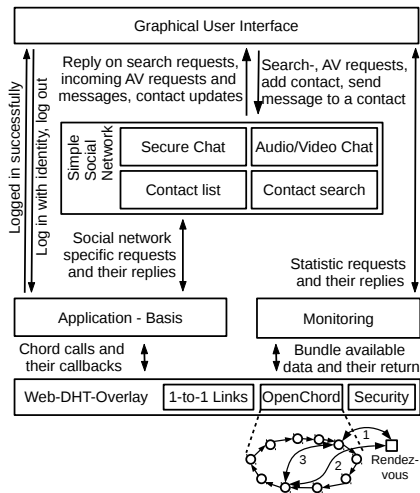 Graphical User Interface
Logged in successfully
Log in with identity, log out
Reply on search requests,
incoming AV requests and
messages, contact updates
Search-, AV requests,
add contact, send
message to a contact
Simple
Social
Network
Secure Chat
Audio/Video Chat
Contact list
Contact search
Social network
specific requests
and their replies
Statistic requests
and their replies
Application - Basis
Monitoring
Chord calls and
their callbacks
Bundle available
data and their return
Web-DHT-Overlay
1-to-1 Links
OpenChord
Security
1
2
3
Rendez-
vous